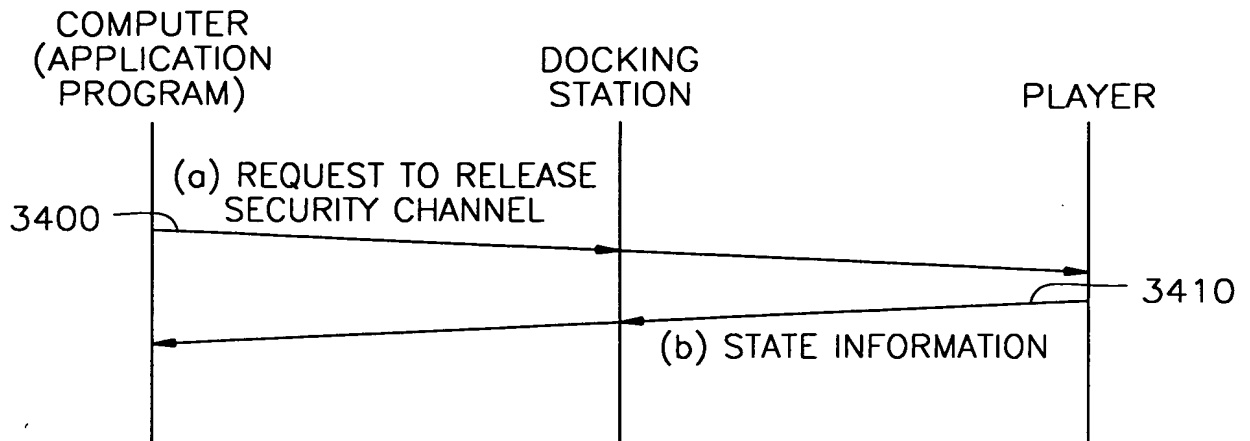 COMPUTER
(APPLICATION
PROGRAM)
DOCKING
STATION
PLAYER
(a) REQUEST TO RELEASE
SECURITY CHANNEL
3400
3410
(b) STATE INFORMATION